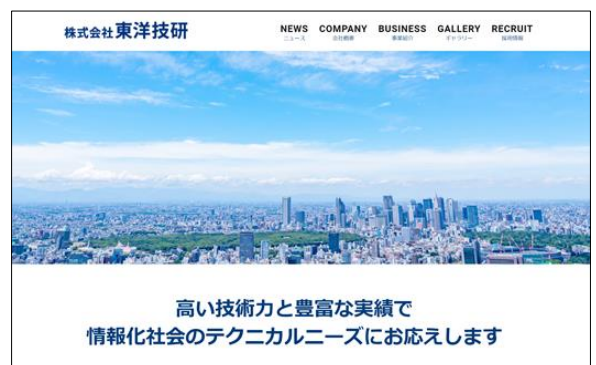 株式会社東洋技研
NEWS COMPANY BUSINESS GALLERY RECRUIT
ニュース 会社概要 事業紹介 ギャラリー 採用情報
高い技術力と豊富な実績で
情報化社会のテクニカルニーズにお応えします